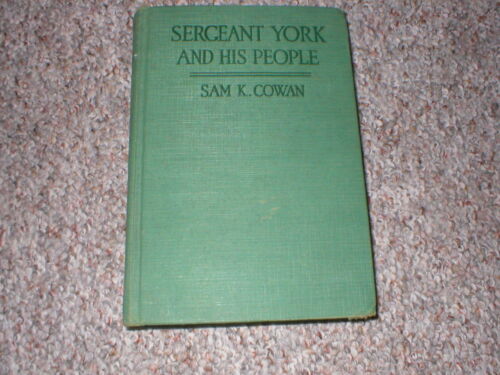 SERGEANT YORK
AND HIS PEOPLE
SAM K. COWAN